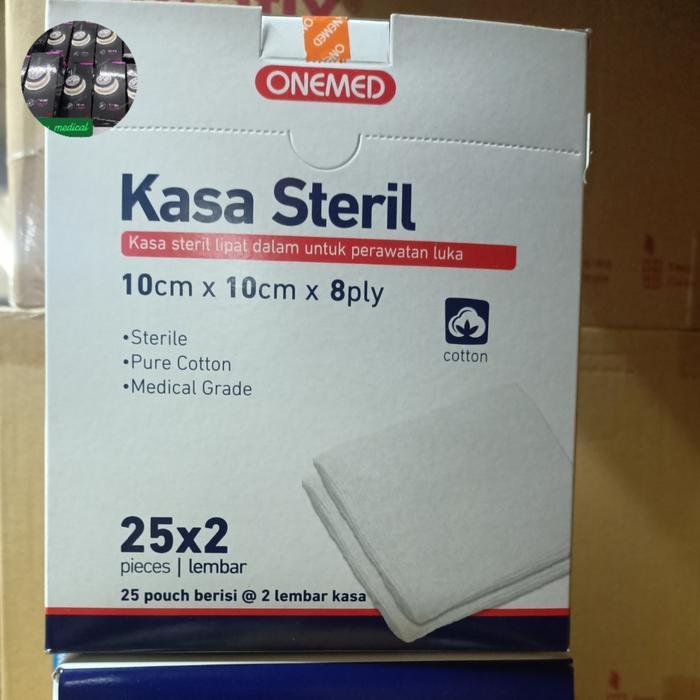 ONEMED
ONEMED
medical
Kasa Steril
Kasa steril lipat dalam untuk perawatan luka
10cm x 10cm x 8ply
•Sterile
•Pure Cotton
•Medical Grade
cotton
25x2
pieces | lembar
25 pouch berisi @ 2 lembar kasa